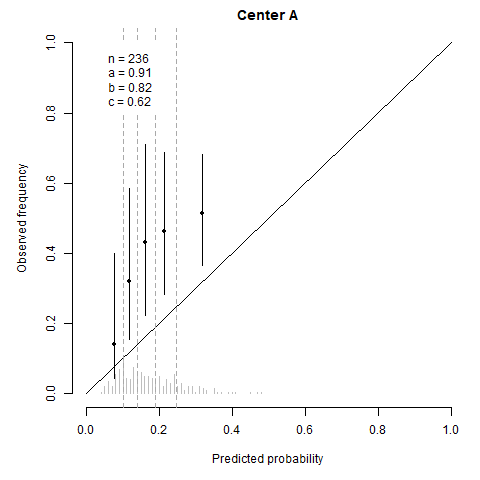 Center A
n = 236
a = 0.91
b = 0.82
c = 0.62
Observed frequency
1.0
0.8
0.6
0.4
0.2
0.0
0.0 0.2 0.4 0.6 0.8 1.0
Predicted probability